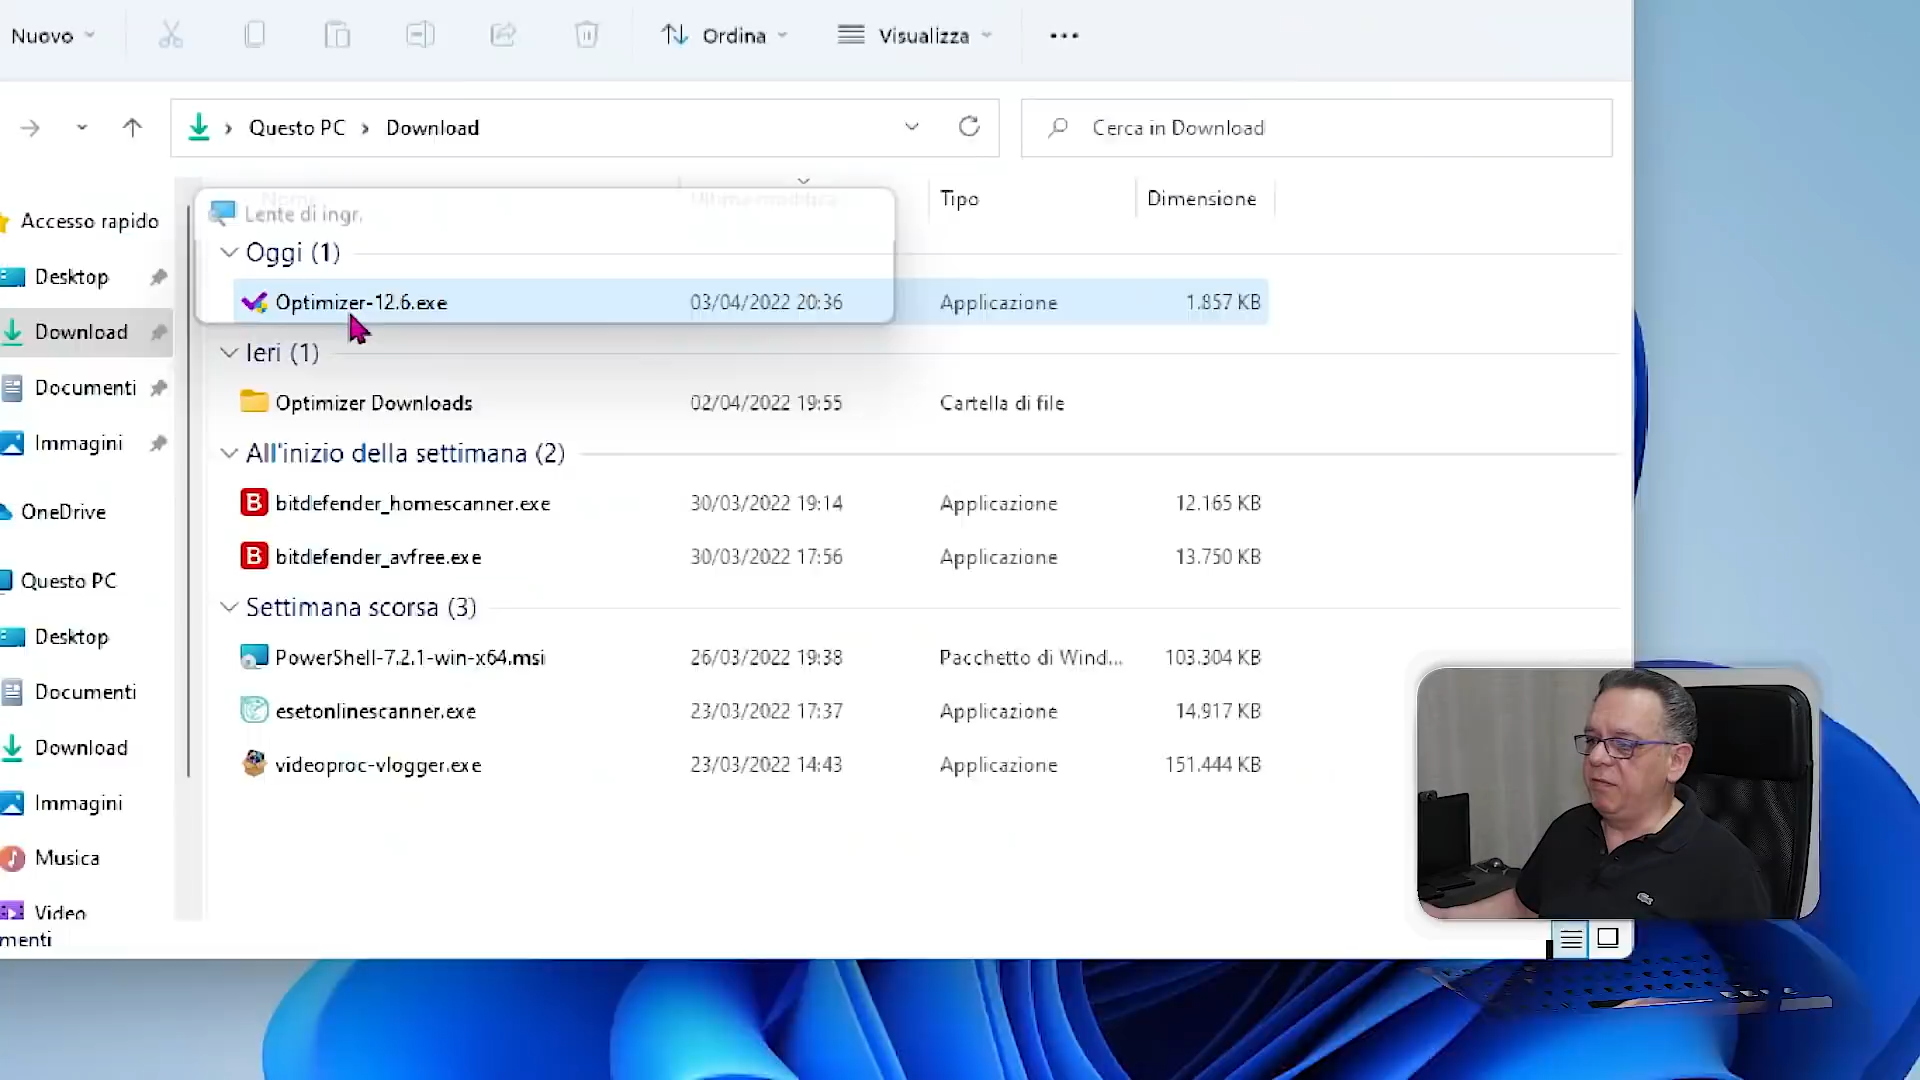 Nuovo
Ordina
Visualizza
Questo PC
Download
Cerca in Download
Nome
Ultima modifica
Tipo
Dimensione
Lente di ingr.
Oggi (1)
Optimizer-12.6.exe 03/04/2022 20:36 Applicazione 1.857 KB
Ieri (1)
Optimizer Downloads 02/04/2022 19:55 Cartella di file
All'inizio della settimana (2)
bitdefender_homescanner.exe 30/03/2022 19:14 Applicazione 12.165 KB
bitdefender_avfree.exe 30/03/2022 17:56 Applicazione 13.750 KB
Settimana scorsa (3)
PowerShell-7.2.1-win-x64.msi 26/03/2022 19:38 Pacchetto di Wind... 103.304 KB
esetonlinescanner.exe 23/03/2022 17:37 Applicazione 14.917 KB
videoproc-vlogger.exe 23/03/2022 14:43 Applicazione 151.444 KB
Accesso rapido
Desktop
Download
Documenti
Immagini
OneDrive
Questo PC
Desktop
Documenti
Download
Immagini
Musica
Video
menti